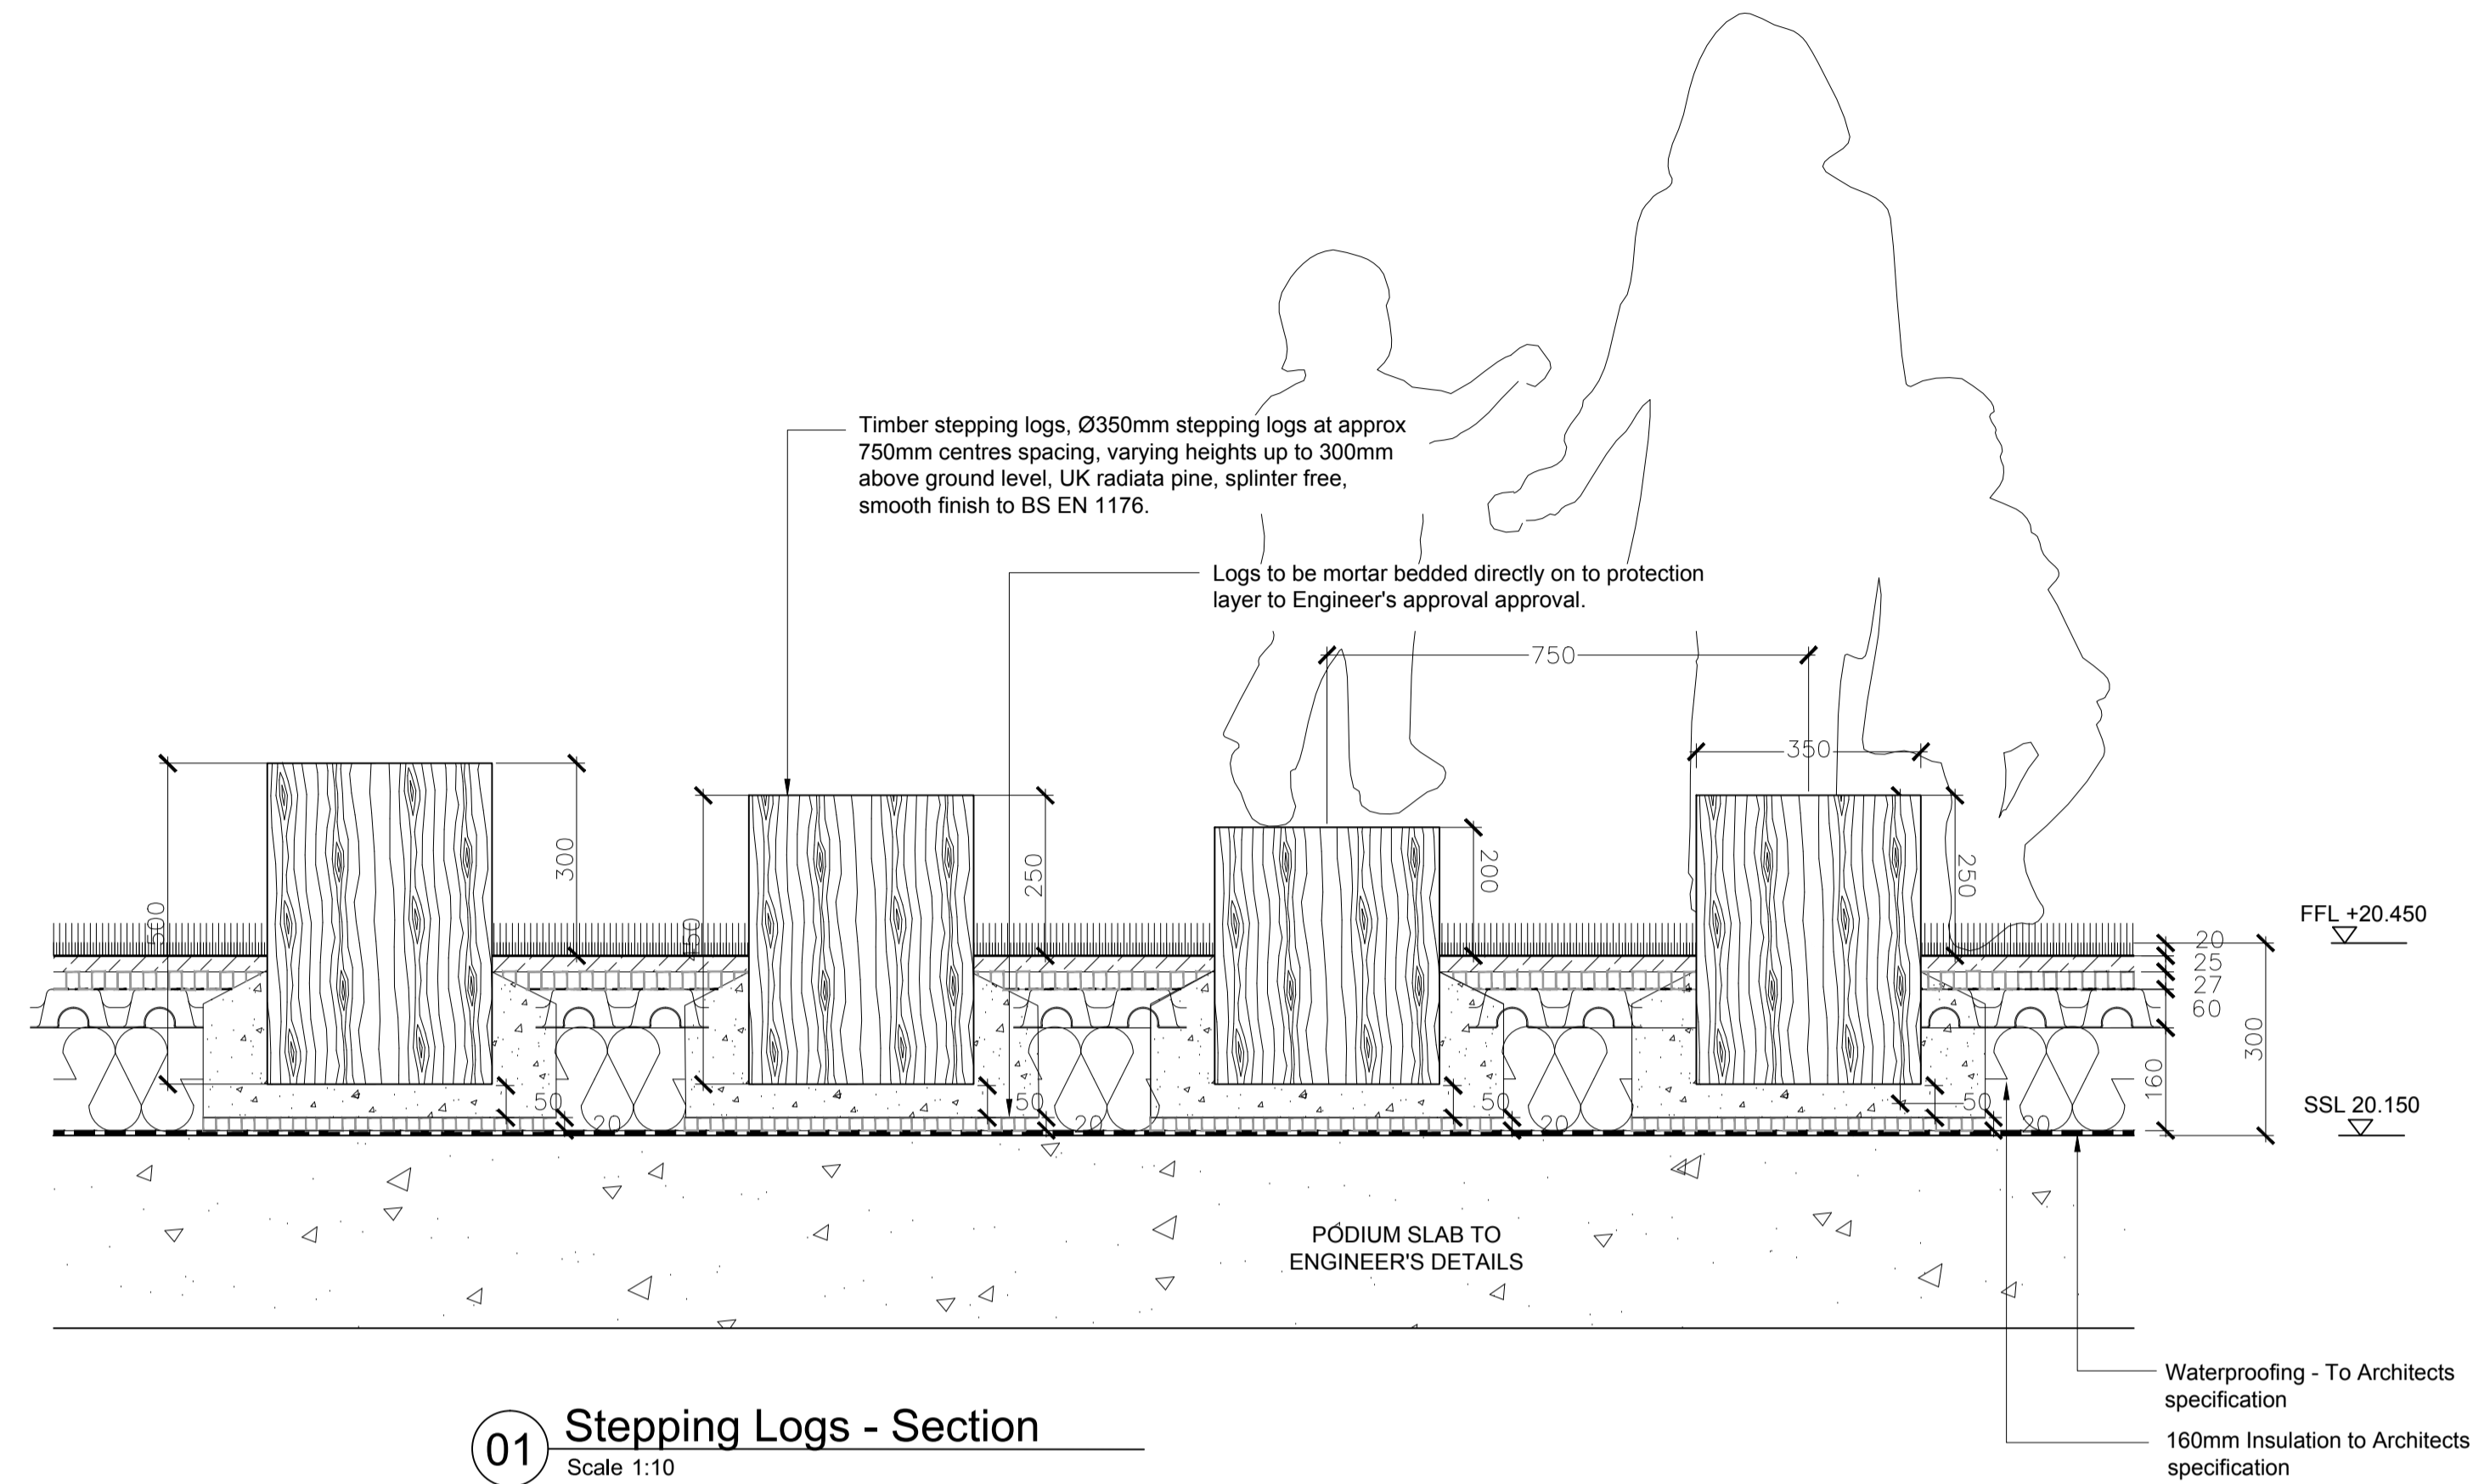 Timber stepping logs, Ø350mm stepping logs at approx
750mm centres spacing, varying heights up to 300mm
above ground level, UK radiata pine, splinter free,
smooth finish to BS EN 1176.
Logs to be mortar bedded directly on to protection
layer to Engineer's approval approval.
750
350
300
250
200
250
500
450
FFL +20.450
20
25
27
60
300
160
SSL 20.150
50
20
50
20
50
20
50
20
PODIUM SLAB TO
ENGINEER'S DETAILS
Waterproofing - To Architects
specification
160mm Insulation to Architects
specification
01
Stepping Logs - Section
Scale 1:10